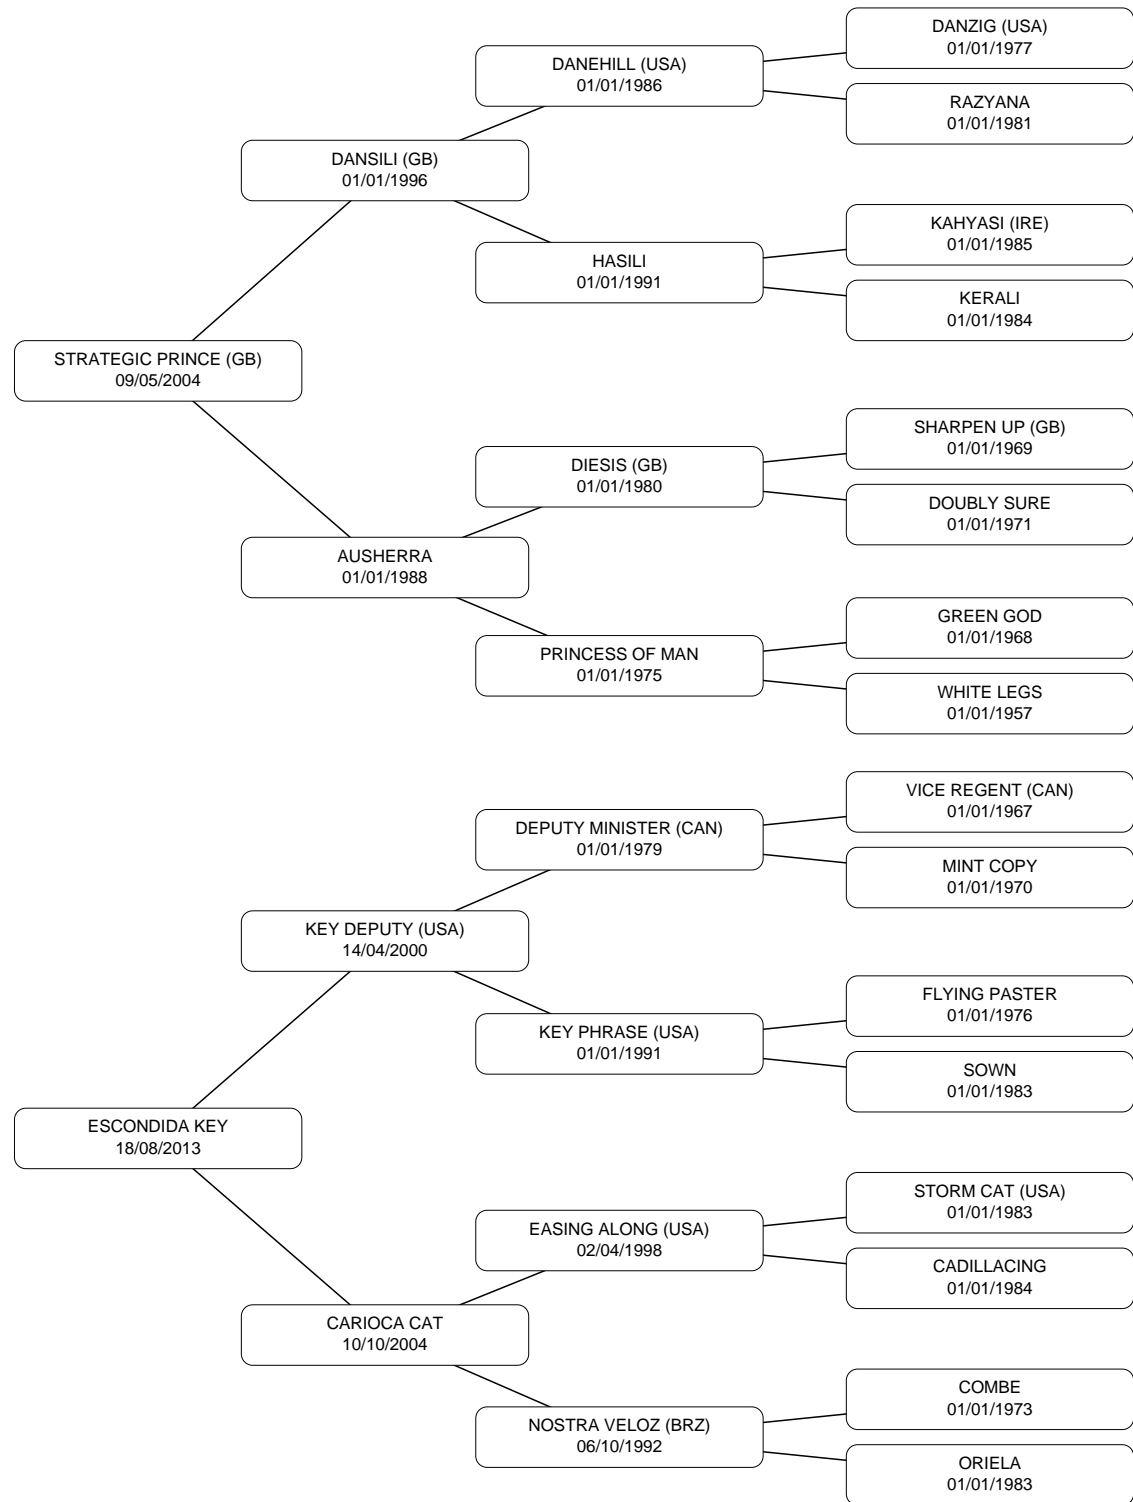 DANZIG (USA)
01/01/1977
DANEHILL (USA)
01/01/1986
RAZYANA
01/01/1981
DANSILI (GB)
01/01/1996
KAHYASI (IRE)
01/01/1985
HASILI
01/01/1991
KERALI
01/01/1984
STRATEGIC PRINCE (GB)
09/05/2004
SHARPEN UP (GB)
01/01/1969
DIESIS (GB)
01/01/1980
DOUBLY SURE
01/01/1971
AUSHERRA
01/01/1988
GREEN GOD
01/01/1968
PRINCESS OF MAN
01/01/1975
WHITE LEGS
01/01/1957
VICE REGENT (CAN)
01/01/1967
DEPUTY MINISTER (CAN)
01/01/1979
MINT COPY
01/01/1970
KEY DEPUTY (USA)
14/04/2000
FLYING PASTER
01/01/1976
KEY PHRASE (USA)
01/01/1991
SOWN
01/01/1983
ESCONDIDA KEY
18/08/2013
STORM CAT (USA)
01/01/1983
EASING ALONG (USA)
02/04/1998
CADILLACING
01/01/1984
CARIOCA CAT
10/10/2004
COMBE
01/01/1973
NOSTRA VELOZ (BRZ)
06/10/1992
ORIELA
01/01/1983